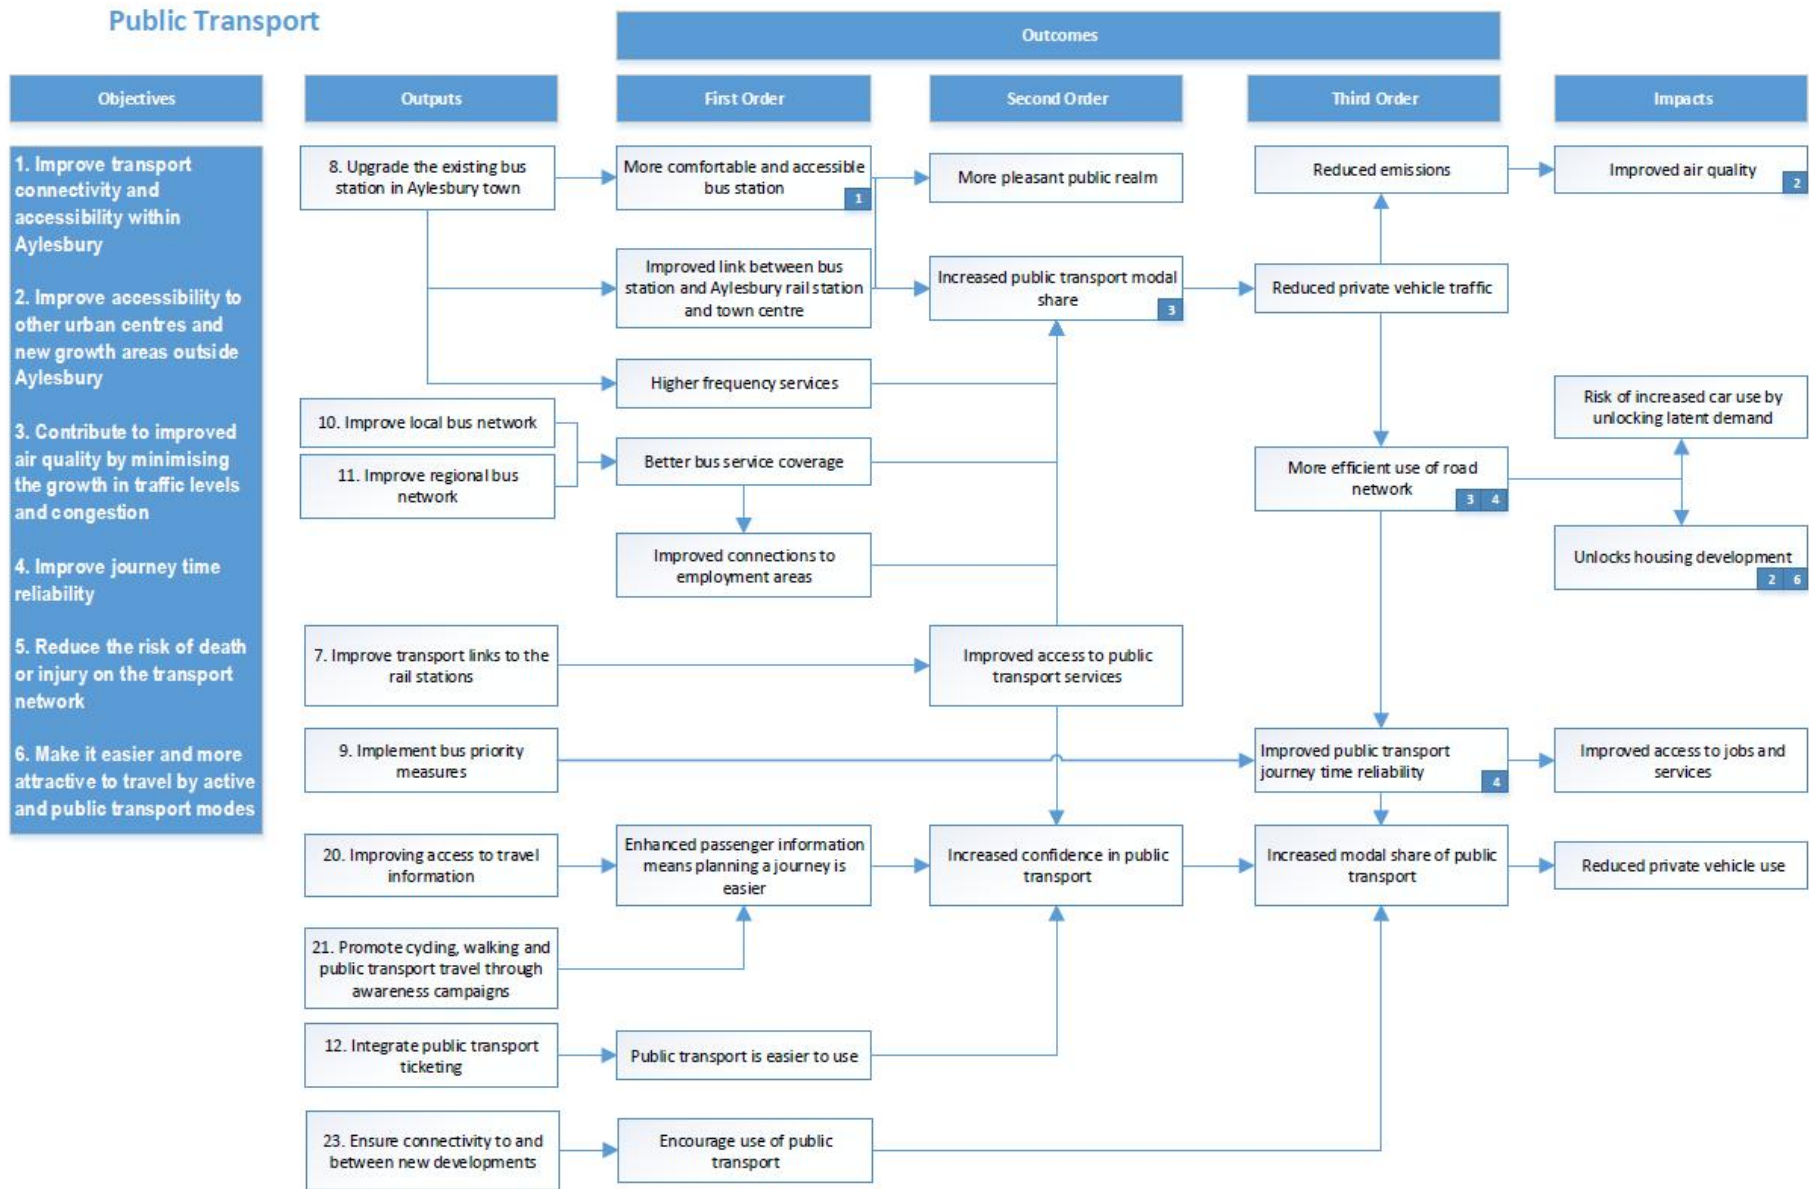 Public Transport
Outcomes
Objectives
Outputs
First Order
Second Order
Third Order
Impacts
1. Improve transport
connectivity and
accessibility within
Aylesbury
2. Improve accessibility to
other urban centres and
new growth areas outside
Aylesbury
3. Contribute to improved
air quality by minimising
the growth in traffic levels
and congestion
4. Improve journey time
reliability
5. Reduce the risk of death
or injury on the transport
network
6. Make it easier and more
attractive to travel by active
and public transport modes
8. Upgrade the existing bus
station in Aylesbury town
More comfortable and accessible
bus station
1
More pleasant public realm
Reduced emissions
Improved air quality
2
Improved link between bus
station and Aylesbury rail station
and town centre
Increased public transport modal
share
3
Reduced private vehicle traffic
Higher frequency services
Risk of increased car use by
unlocking latent demand
10. Improve local bus network
11. Improve regional bus
network
Better bus service coverage
More efficient use of road
network
3 4
Improved connections to
employment areas
Unlocks housing development
2 6
7. Improve transport links to the
rail stations
Improved access to public
transport services
9. Implement bus priority
measures
Improved public transport
journey time reliability
4
Improved access to jobs and
services
20. Improving access to travel
information
Enhanced passenger information
means planning a journey is
easier
Increased confidence in public
transport
Increased modal share of public
transport
Reduced private vehicle use
21. Promote cycling, walking and
public transport travel through
awareness campaigns
12. Integrate public transport
ticketing
Public transport is easier to use
23. Ensure connectivity to and
between new developments
Encourage use of public
transport